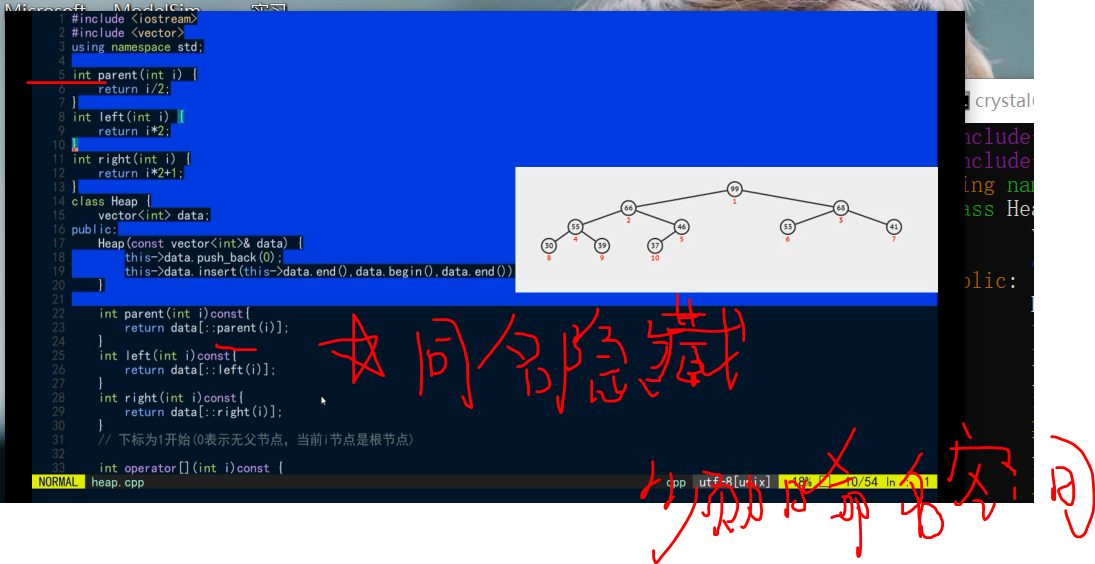 Microsoft ModelSim 实习
1 #include <iostream>
2 #include <vector>
3 using namespace std;
4
5 int parent(int i) {
6 return i/2;
7 }
8 int left(int i) {
9 return i*2;
10 }
11 int right(int i) {
12 return i*2+1;
13 }
14 class Heap {
15 vector<int> data;
16 public:
17 Heap(const vector<int>& data) {
18 this->data.push_back(0);
19 this->data.insert(this->data.end(),data.begin(),data.end())
20 }
21
22 int parent(int i)const{
23 return data[::parent(i)];
24 }
25 int left(int i)const{
26 return data[::left(i)];
27 }
28 int right(int i)const{
29 return data[::right(i)];
30 }
31 // 下标为1开始(0表示无父节点, 当前i节点是根节点)
32
33 int operator[](int i)const {
NORMAL heap.cpp cpp utf-8[unix] 18% 10/54
99
1
66 68
2 3
55 46 53 41
4 5 6 7
30 39 37
8 9 10
同名隐藏
命名空间
crystal(
nclude
nclude
ing na
ass Hea
blic: